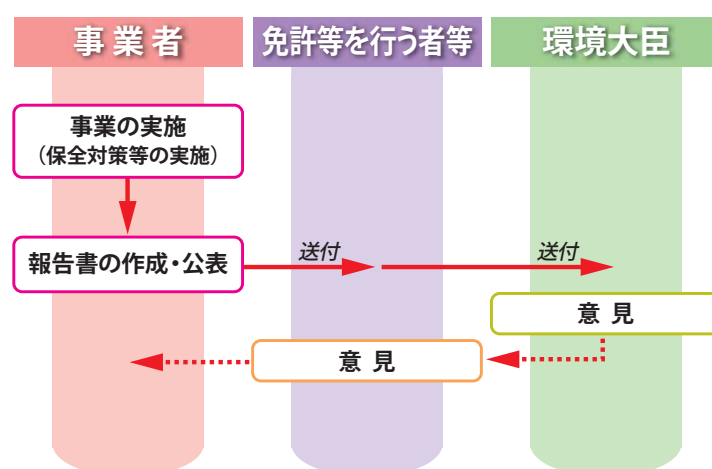 事業者
免許等を行う者等
環境大臣
事業の実施
（保全対策等の実施）
報告書の作成・公表
送付
送付
意見
意見